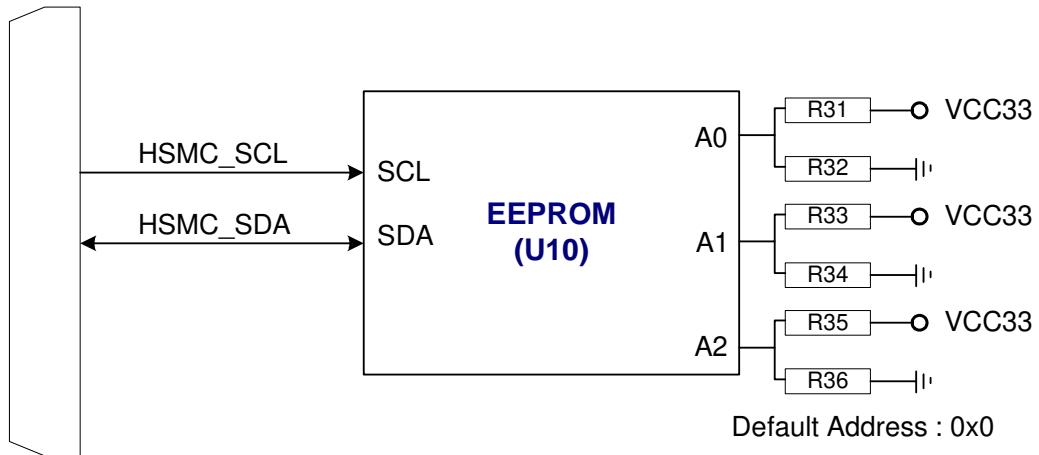 HSMC_SCL
HSMC_SDA
SCL
SDA
EEPROM
(U10)
A0
A1
A2
R31
VCC33
R32
R33
VCC33
R34
R35
VCC33
R36
Default Address : 0x0